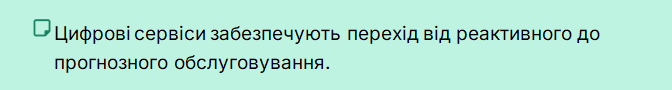 Цифрові сервіси забезпечують перехід від реактивного до
прогнозного обслуговування.